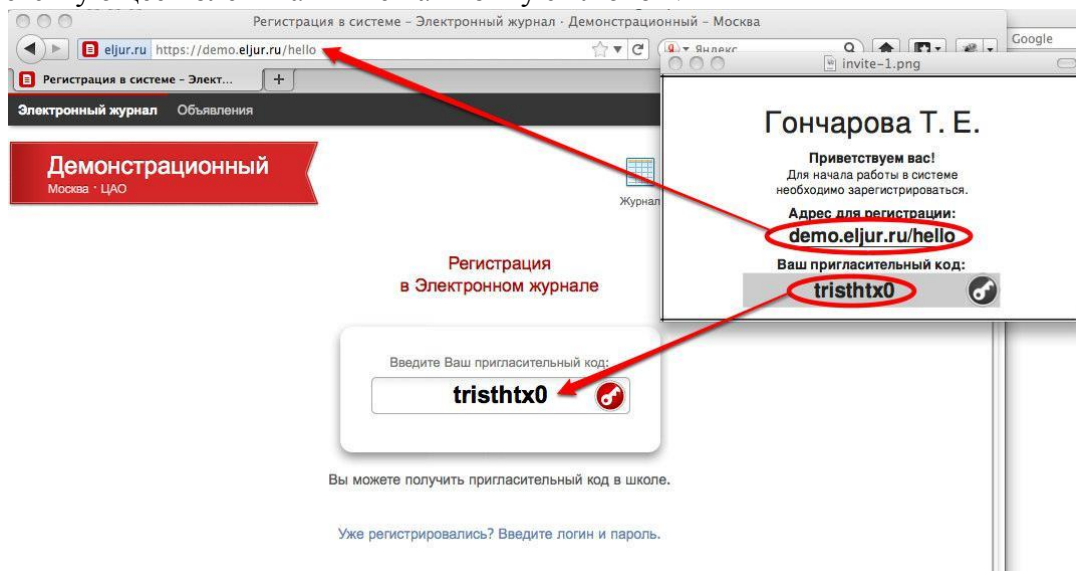 Регистрация в системе – Электронный журнал · Демонстрационный – Москва
eljur.ru https://demo.eljur.ru/hello
Яндекс
Google
Регистрация в системе – Элект... +
invite-1.png
Электронный журнал Объявления
Демонстрационный
Москва · ЦАО
Журнал
Гончарова Т. Е.
Приветствуем вас!
Для начала работы в системе
необходимо зарегистрироваться.
Адрес для регистрации:
demo.eljur.ru/hello
Ваш пригласительный код:
tristhtx0
Регистрация
в Электронном журнале
Введите Ваш пригласительный код:
tristhtx0
Вы можете получить пригласительный код в школе.
Уже регистрировались? Введите логин и пароль.